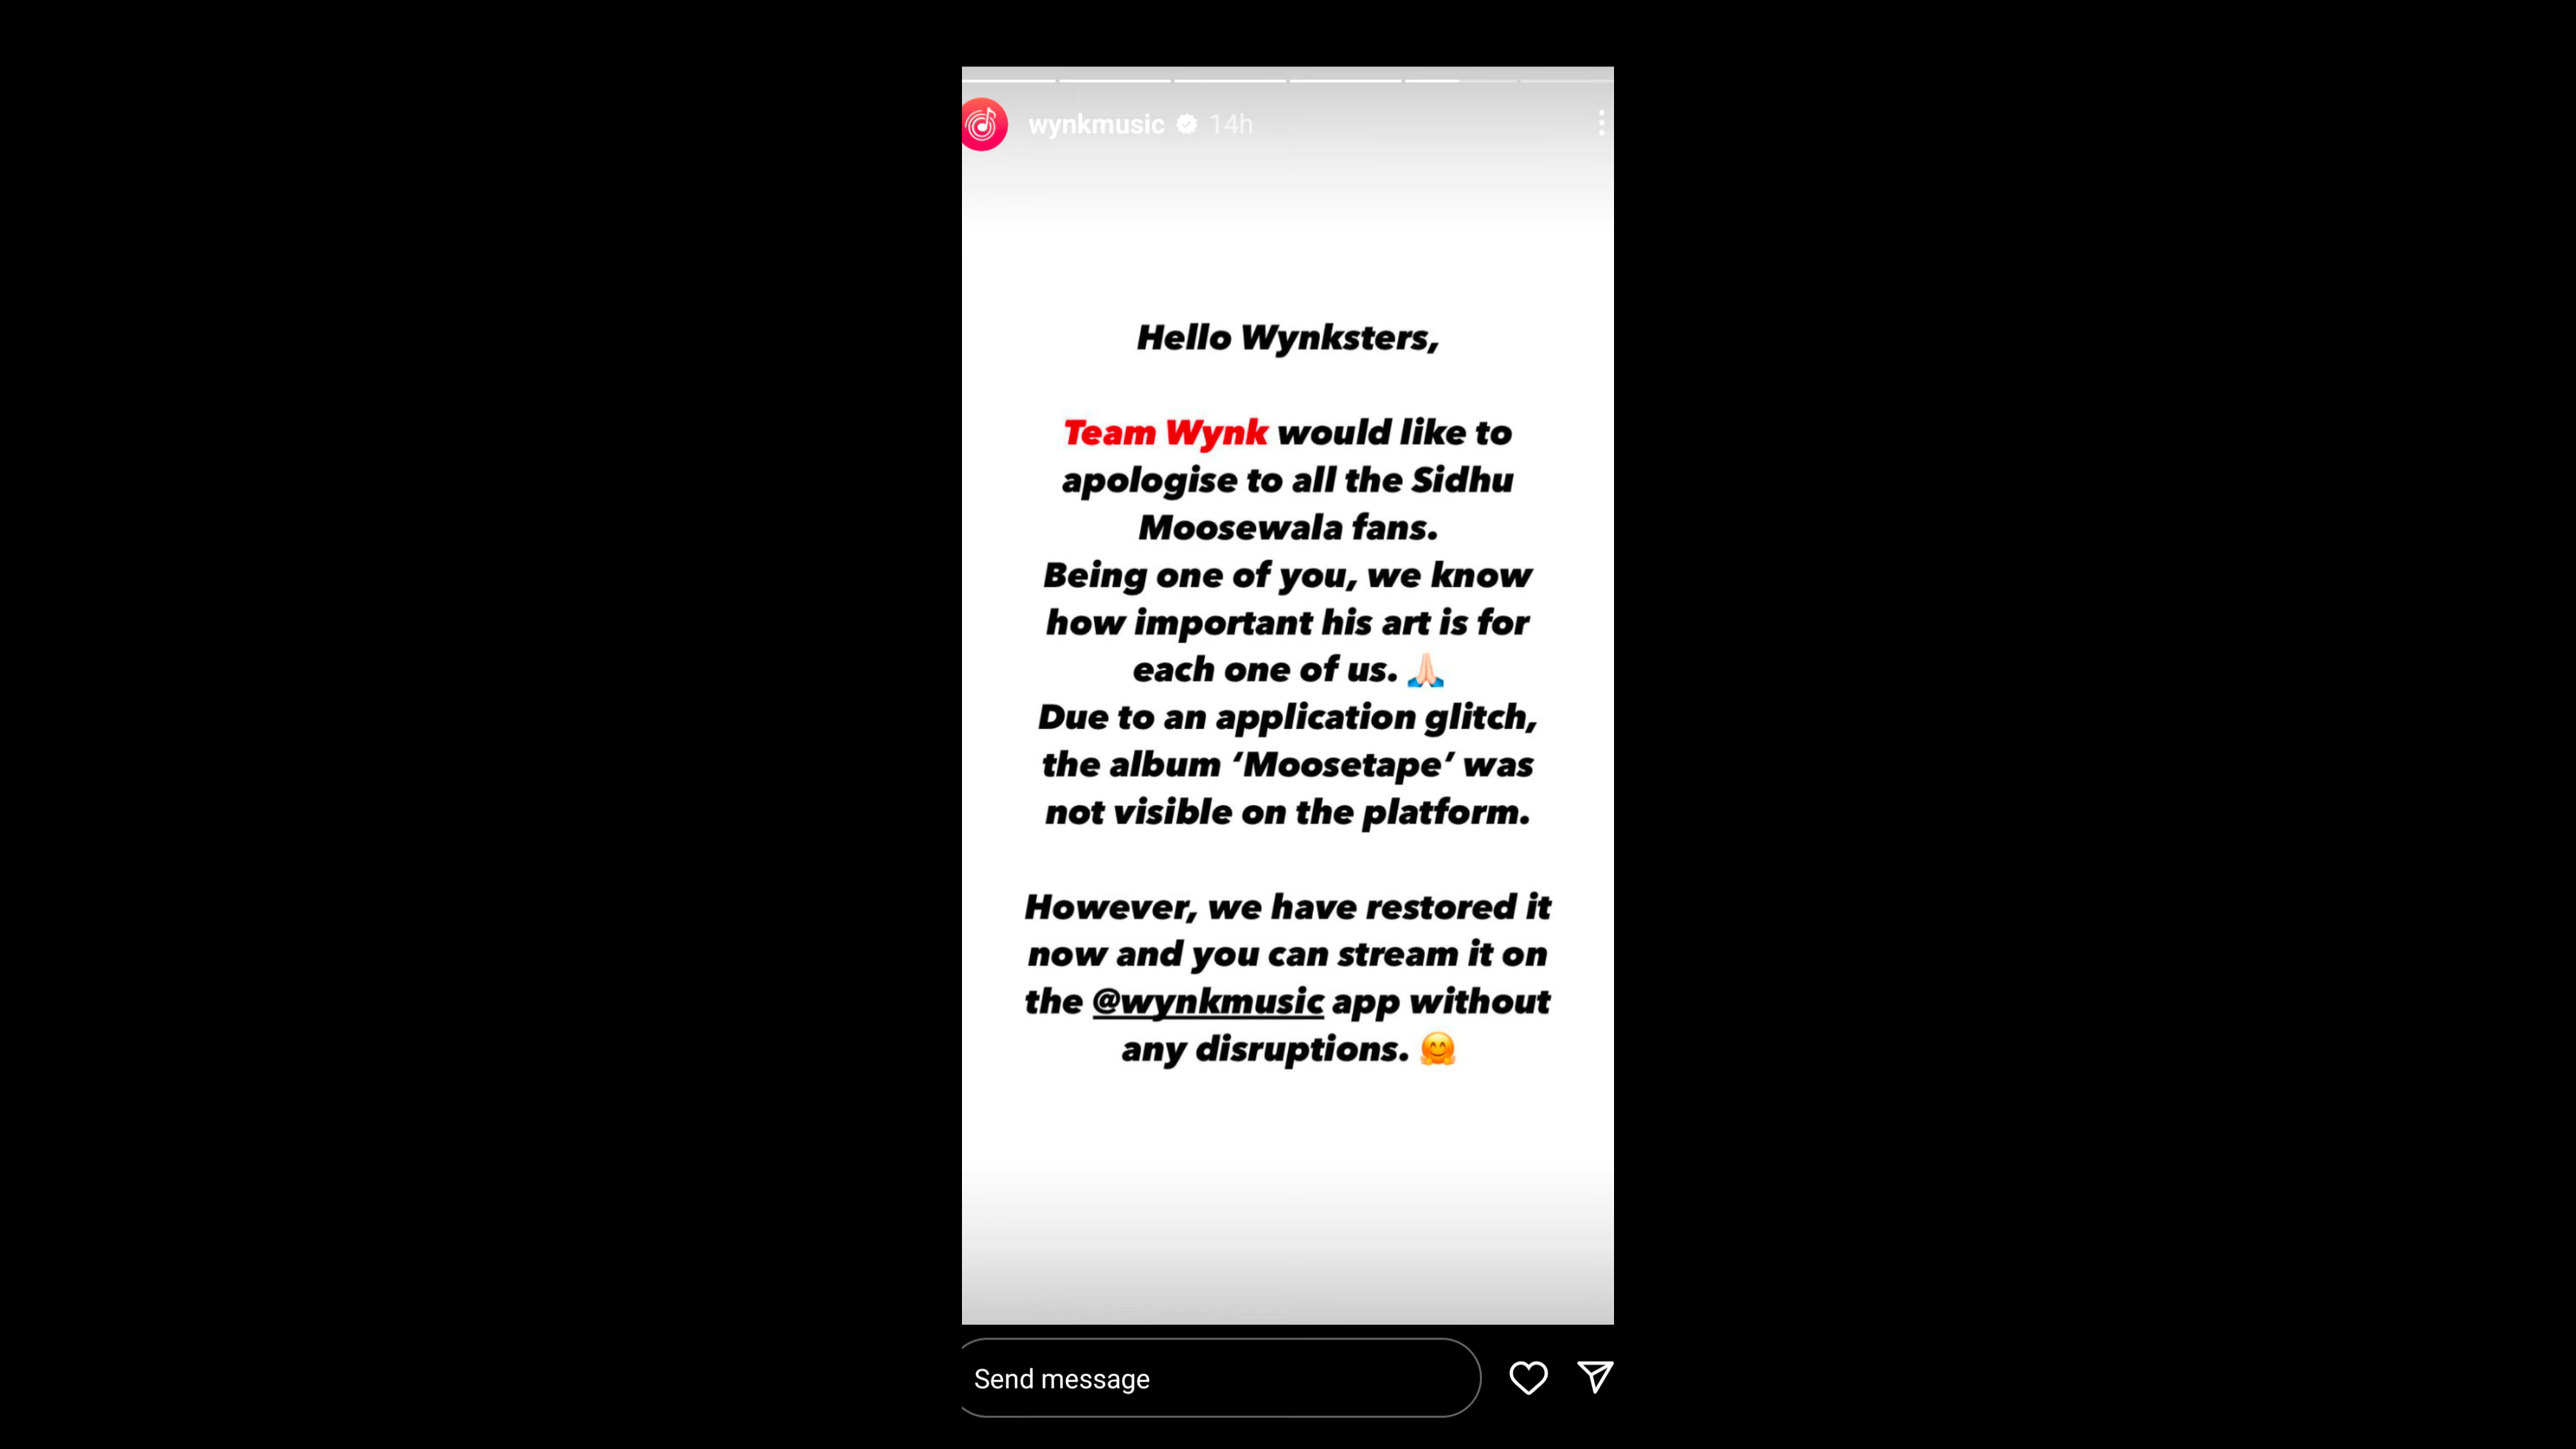 wynkmusic 14h
Hello Wynksters,
Team Wynk would like to
apologise to all the Sidhu
Moosewala fans.
Being one of you, we know
how important his art is for
each one of us. 🙏🏻
Due to an application glitch,
the album ‘Moosetape’ was
not visible on the platform.
However, we have restored it
now and you can stream it on
the @wynkmusic app without
any disruptions. 🤗
Send message